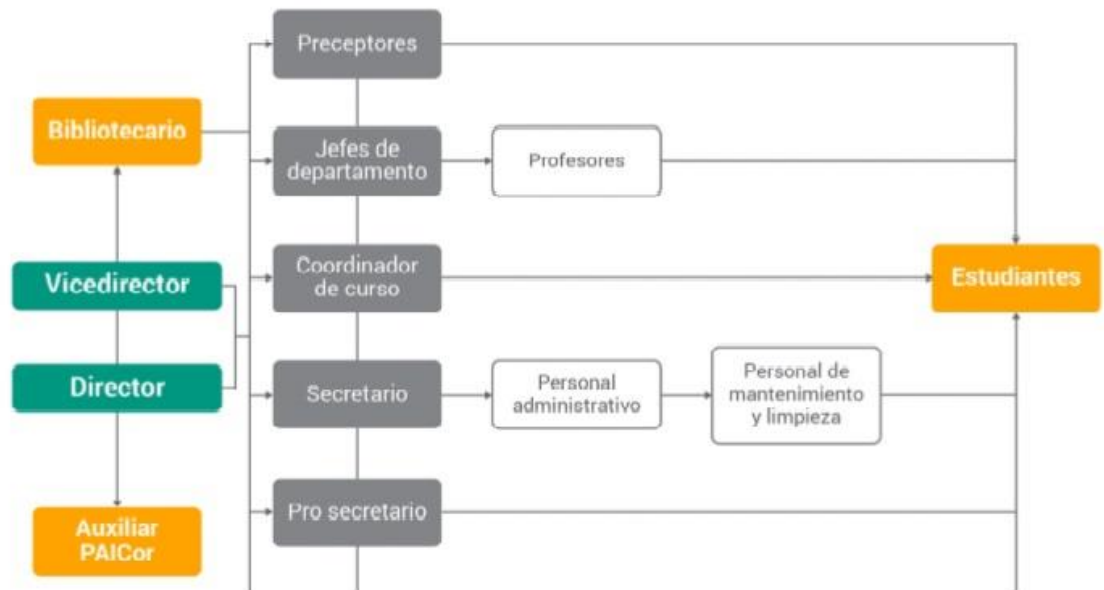 Preceptores
Bibliotecario
Jefes de
departamento
Profesores
Vicedirector
Coordinador
de curso
Estudiantes
Director
Secretario
Personal
administrativo
Personal de
mantenimiento
y limpieza
Auxiliar
PAICor
Pro secretario